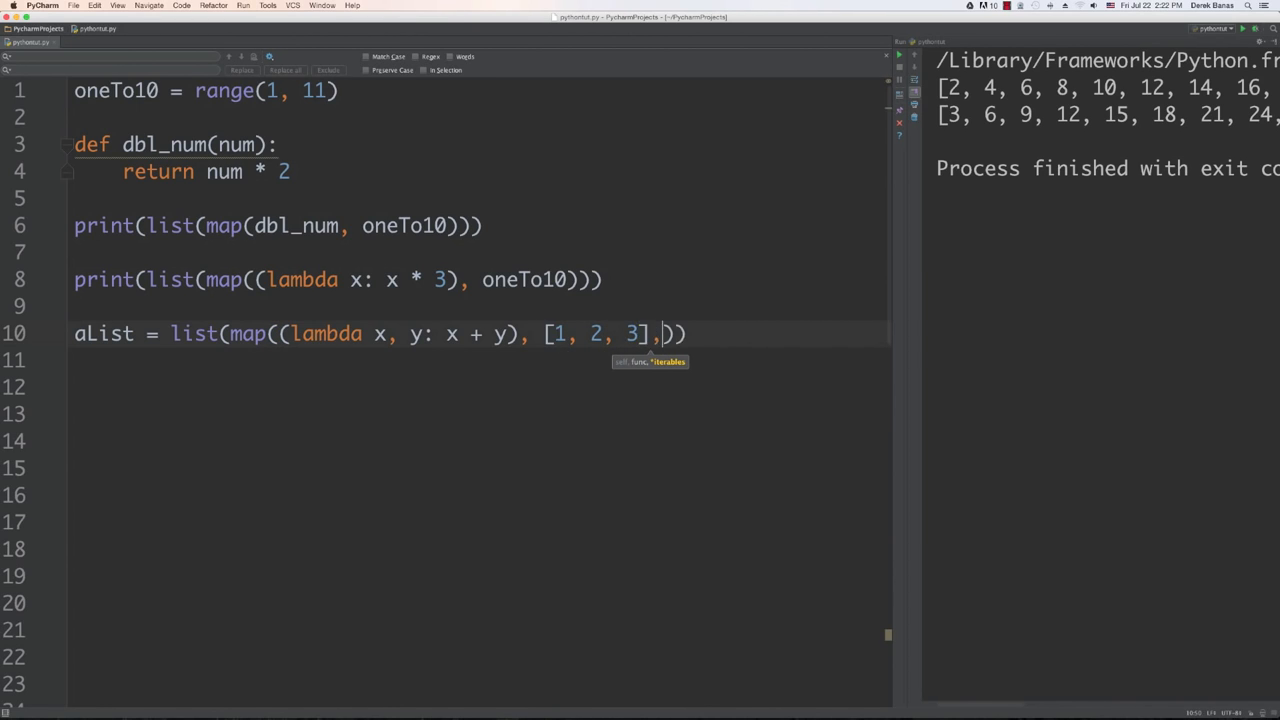 PyCharm File Edit View Navigate Code Refactor Run Tools VCS Window Help
10 Fri Jul 22 2:22 PM Derek Banas
pythontut.py - PycharmProjects - [~/PycharmProjects]
PycharmProjects pythontut.py
pythontut
pythontut.py
Run pythontut
Match Case Regex Words
Replace Replace all Exclude Preserve Case In Selection
1 oneTo10 = range(1, 11)
2
3 def dbl_num(num):
4 return num * 2
5
6 print(list(map(dbl_num, oneTo10)))
7
8 print(list(map((lambda x: x * 3), oneTo10)))
9
10 aList = list(map((lambda x, y: x + y), [1, 2, 3],))
self, func, *iterables
11
12
13
14
15
16
17
18
19
20
21
22
23
24
/Library/Frameworks/Python.fr
[2, 4, 6, 8, 10, 12, 14, 16,
[3, 6, 9, 12, 15, 18, 21, 24,
Process finished with exit co
10:50 LF‡ UTF-8‡